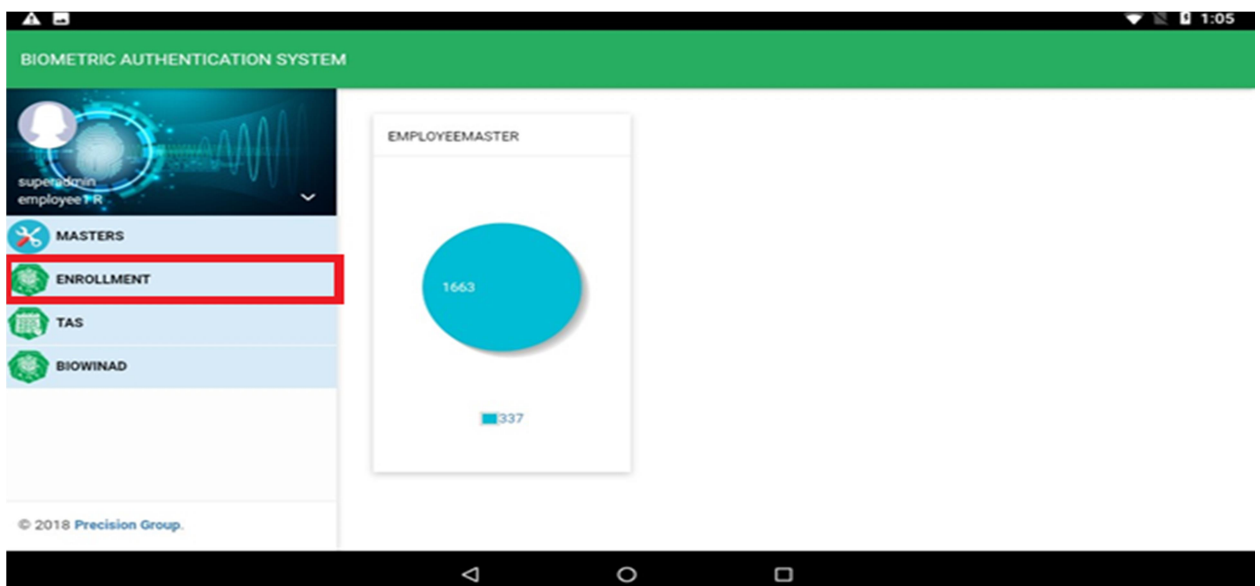 1:05
BIOMETRIC AUTHENTICATION SYSTEM
superadmin
employee1 R
MASTERS
ENROLLMENT
TAS
BIOWINAD
© 2018 Precision Group.
EMPLOYEEMASTER
1663
337